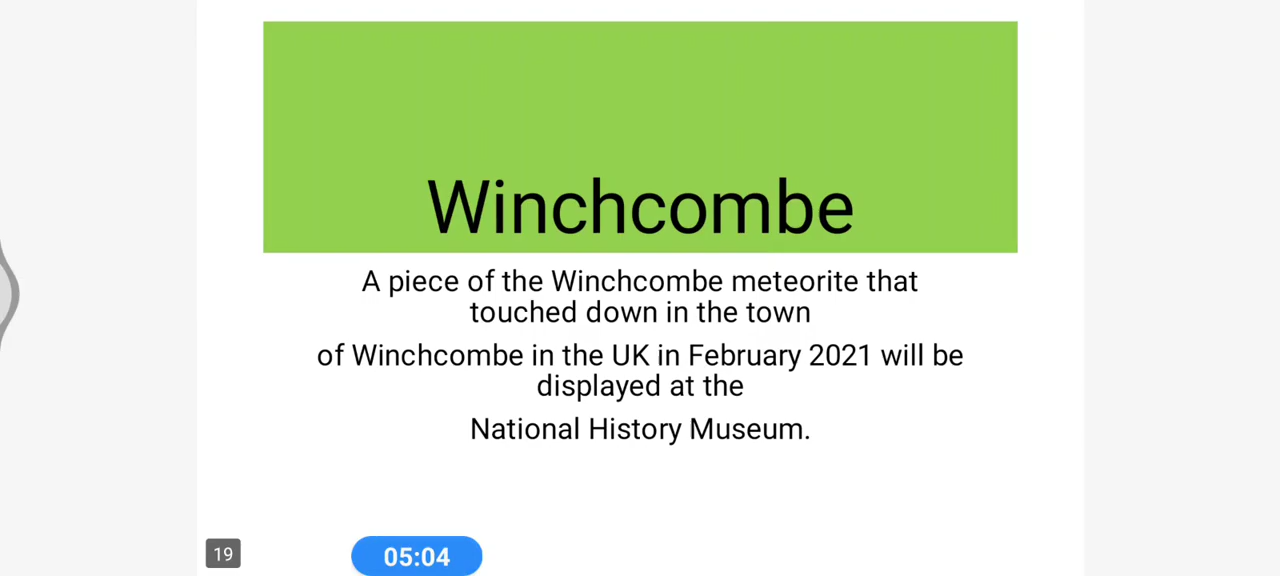 Winchcombe
A piece of the Winchcombe meteorite that
touched down in the town
of Winchcombe in the UK in February 2021 will be
displayed at the
National History Museum.
19
05:04